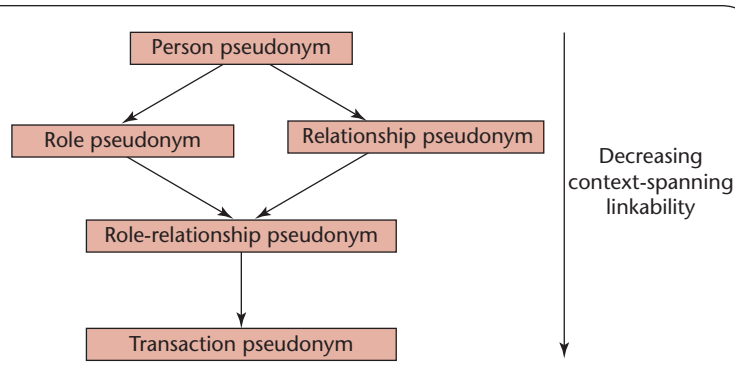 Person pseudonym
Role pseudonym
Relationship pseudonym
Decreasing
context-spanning
linkability
Role-relationship pseudonym
Transaction pseudonym